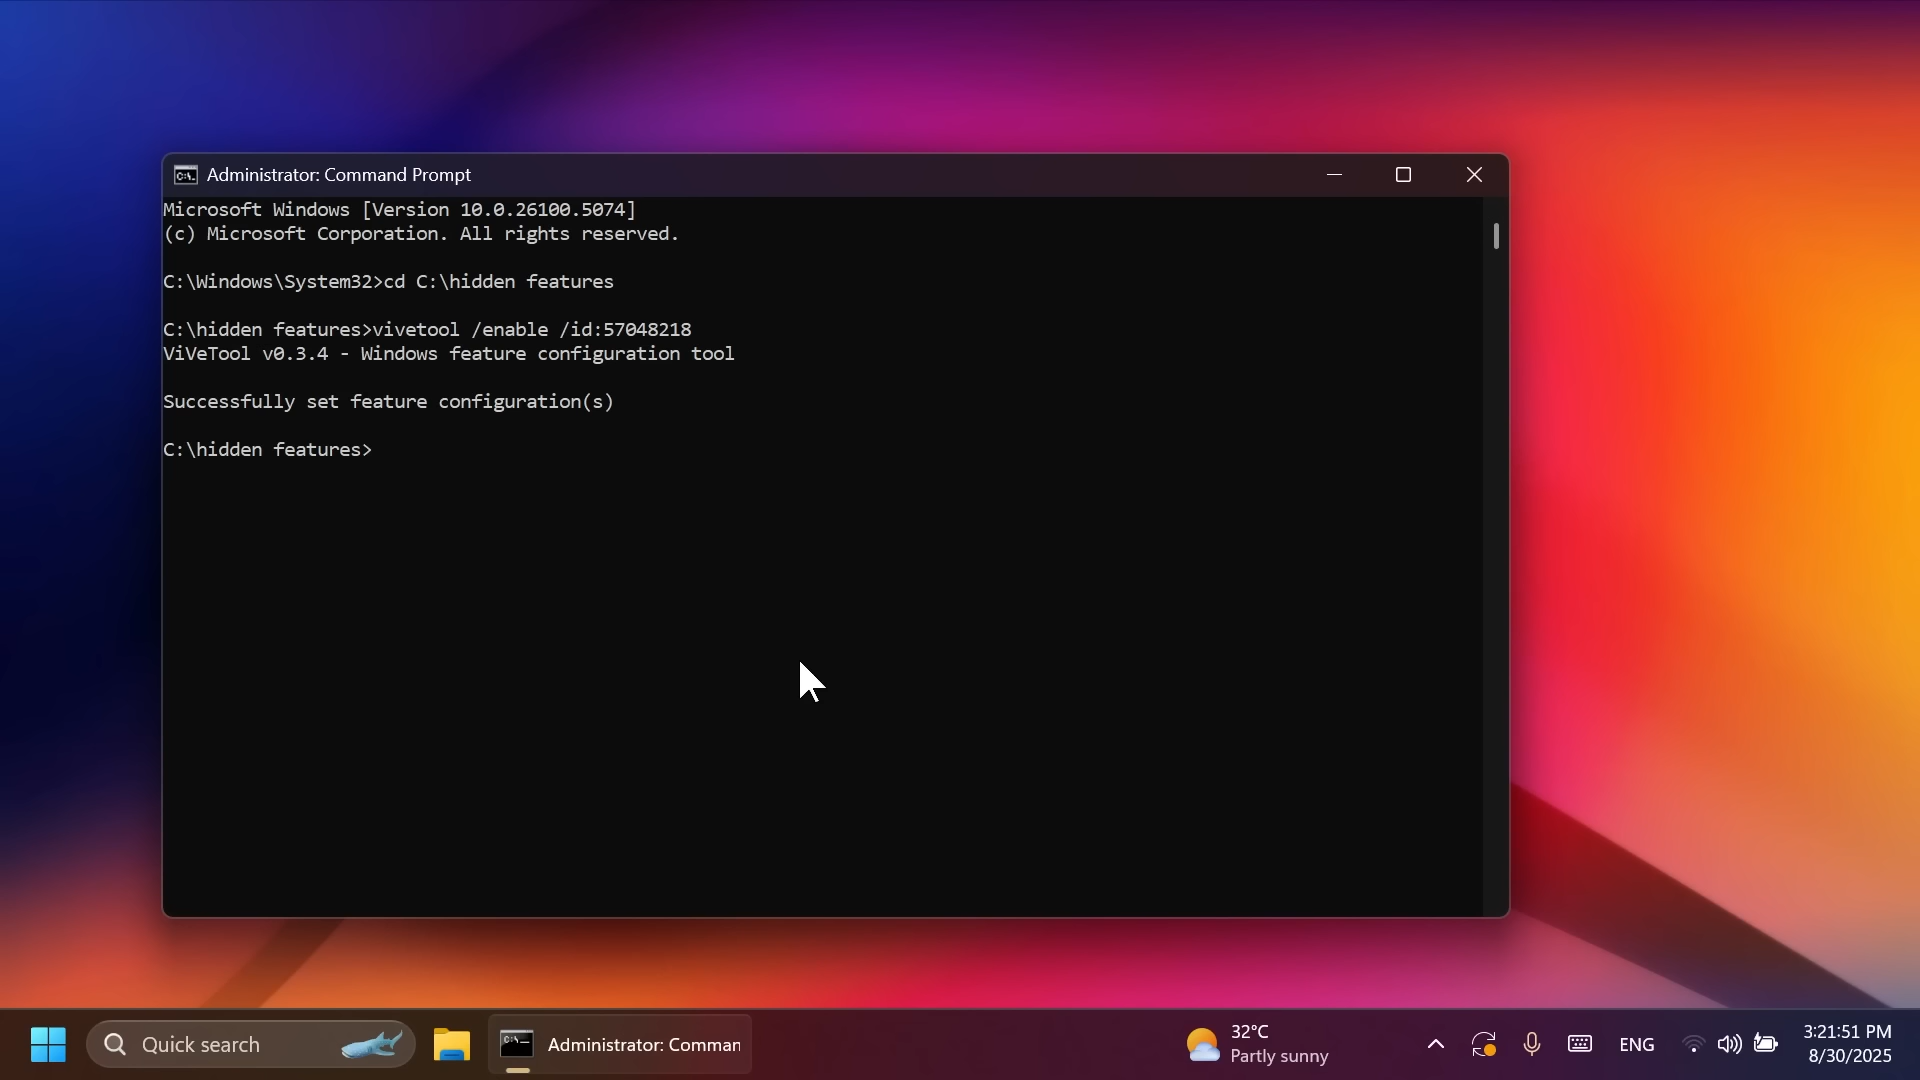 Administrator: Command Prompt
Microsoft Windows [Version 10.0.26100.5074]
(c) Microsoft Corporation. All rights reserved.
C:\Windows\System32>cd C:\hidden features
C:\hidden features>vivetool /enable /id:57048218
ViVeTool v0.3.4 - Windows feature configuration tool
Successfully set feature configuration(s)
C:\hidden features>
Quick search
Administrator: Comman
32°C
Partly sunny
ENG
3:21:51 PM
8/30/2025